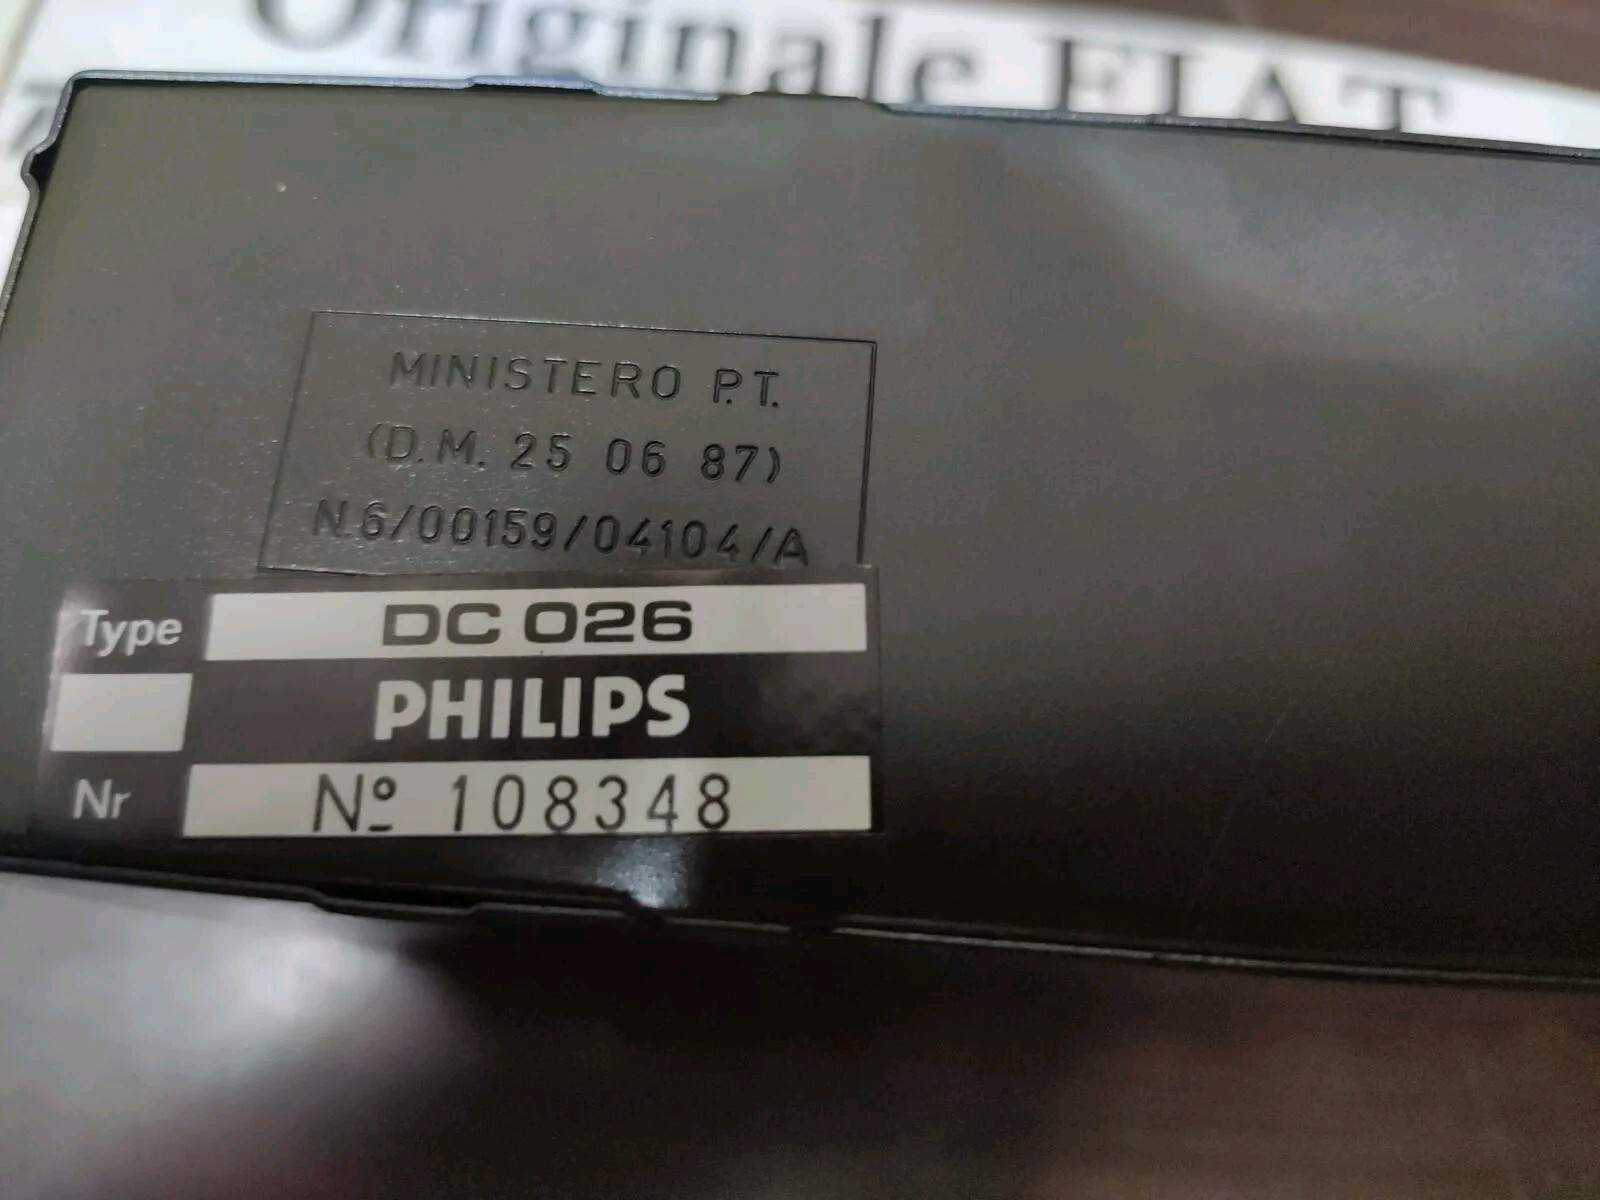 Originale FIAT
MINISTERO P.T.
(D.M. 25 06 87)
N.6/00159/04104/A
Type DC 026
PHILIPS
Nr Nº 108348